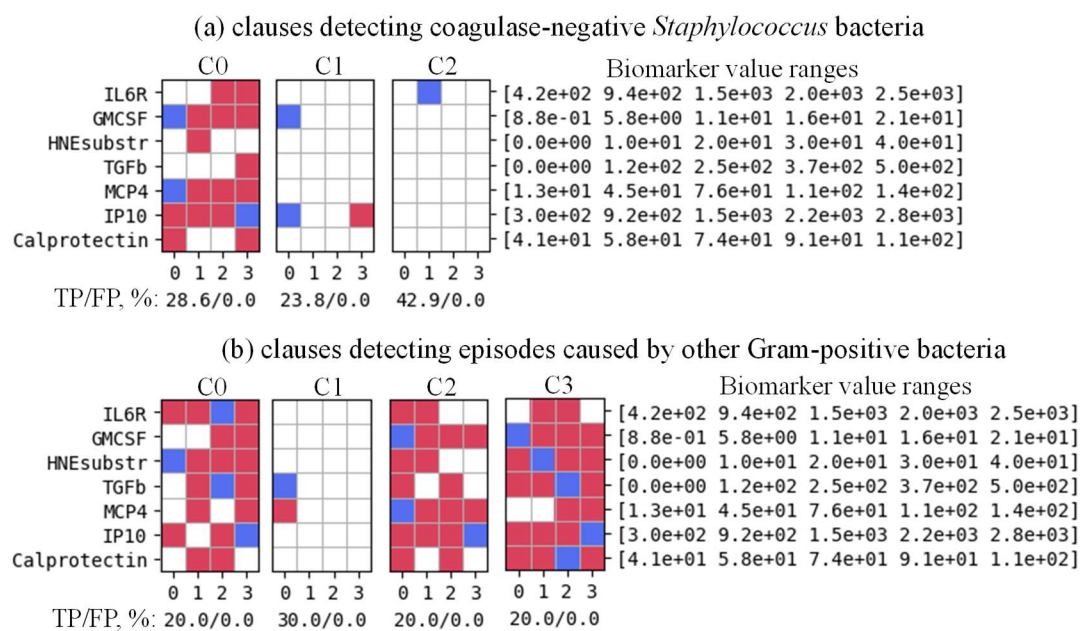 (a) clauses detecting coagulase-negative Staphylococcus bacteria
C0 C1 C2 Biomarker value ranges
IL6R [4.2e+02 9.4e+02 1.5e+03 2.0e+03 2.5e+03]
GMCSF [8.8e-01 5.8e+00 1.1e+01 1.6e+01 2.1e+01]
HNEsubstr [0.0e+00 1.0e+01 2.0e+01 3.0e+01 4.0e+01]
TGFb [0.0e+00 1.2e+02 2.5e+02 3.7e+02 5.0e+02]
MCP4 [1.3e+01 4.5e+01 7.6e+01 1.1e+02 1.4e+02]
IP10 [3.0e+02 9.2e+02 1.5e+03 2.2e+03 2.8e+03]
Calprotectin [4.1e+01 5.8e+01 7.4e+01 9.1e+01 1.1e+02]
0 1 2 3 0 1 2 3 0 1 2 3
TP/FP, %: 28.6/0.0 23.8/0.0 42.9/0.0
(b) clauses detecting episodes caused by other Gram-positive bacteria
C0 C1 C2 C3 Biomarker value ranges
IL6R [4.2e+02 9.4e+02 1.5e+03 2.0e+03 2.5e+03]
GMCSF [8.8e-01 5.8e+00 1.1e+01 1.6e+01 2.1e+01]
HNEsubstr [0.0e+00 1.0e+01 2.0e+01 3.0e+01 4.0e+01]
TGFb [0.0e+00 1.2e+02 2.5e+02 3.7e+02 5.0e+02]
MCP4 [1.3e+01 4.5e+01 7.6e+01 1.1e+02 1.4e+02]
IP10 [3.0e+02 9.2e+02 1.5e+03 2.2e+03 2.8e+03]
Calprotectin [4.1e+01 5.8e+01 7.4e+01 9.1e+01 1.1e+02]
0 1 2 3 0 1 2 3 0 1 2 3 0 1 2 3
TP/FP, %: 20.0/0.0 30.0/0.0 20.0/0.0 20.0/0.0